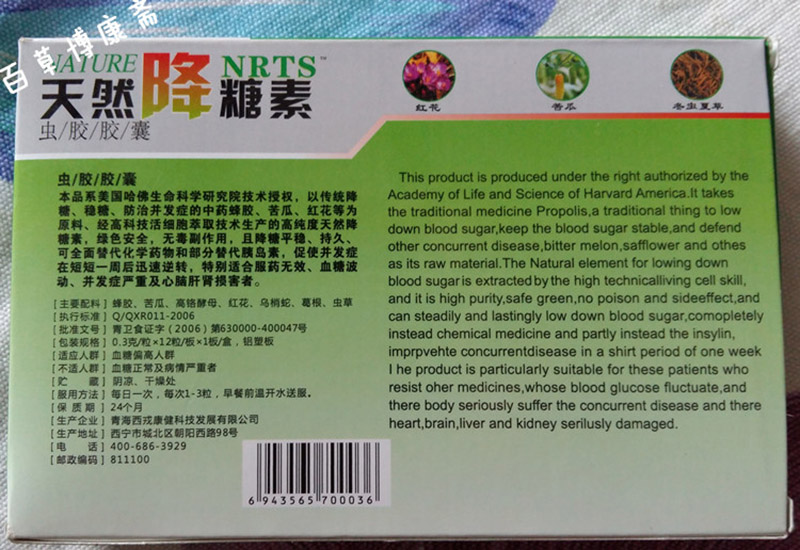 百草博康斋
NATURE
NRTS™
天然降糖素
虫/胶/胶/囊
红花
苦瓜
冬虫夏草
虫/胶/胶/囊
本品系美国哈佛生命科学研究院技术授权，以传统降
糖、稳糖、防治并发症的中药蜂胶、苦瓜、红花等为
原料、经高科技活细胞萃取技术生产的高纯度天然降
糖素，绿色安全，无毒副作用，且降糖平稳、持久、
可全面替代化学药物和部分替代胰岛素，促使并发症
在短短一周后迅速逆转，特别适合服药无效、血糖波
动、并发症严重及心脑肝肾损害者。
[主要配料] 蜂胶、苦瓜、高铬酵母、红花、乌梢蛇、葛根、虫草
[执行标准] Q/QXR011-2006
[批准文号] 青卫食证字（2006）第630000-400047号
[包装规格] 0.3克/粒×12粒/板×1板/盒，铝塑板
[适应人群] 血糖偏高人群
[不适人群] 血糖正常及病情严重者
[贮　　藏] 阴凉、干燥处
[服用方法] 每日一次，每次1-3粒，早餐前温开水送服。
[保 质 期] 24个月
[生产企业] 青海西戎康健科技发展有限公司
[生产地址] 西宁市城北区朝阳西路98号
[电　　话] 400-686-3929
[邮政编码] 811100
6 943565 700036
This product is produced under the right authorized by the
Academy of Life and Science of Harvard America.It takes
the traditional medicine Propolis,a traditional thing to low
down blood sugar,keep the blood sugar stable,and defend
other concurrent disease,bitter melon,safflower and othes
as its raw material.The Natural element for lowing down
blood sugar is extracted by the high technicalliving cell skill,
and it is high purity,safe green,no poison and sideeffect,and
can steadily and lastingly low down blood sugar,comopletely
instead chemical medicine and partly instead the insylin,
imprpvehte concurrentdisease in a shirt period of one week
I he product is particularly suitable for these patients who
resist oher medicines,whose blood glucose fluctuate,and
there body seriously suffer the concurrent disease and there
heart,brain,liver and kidney serilusly damaged.